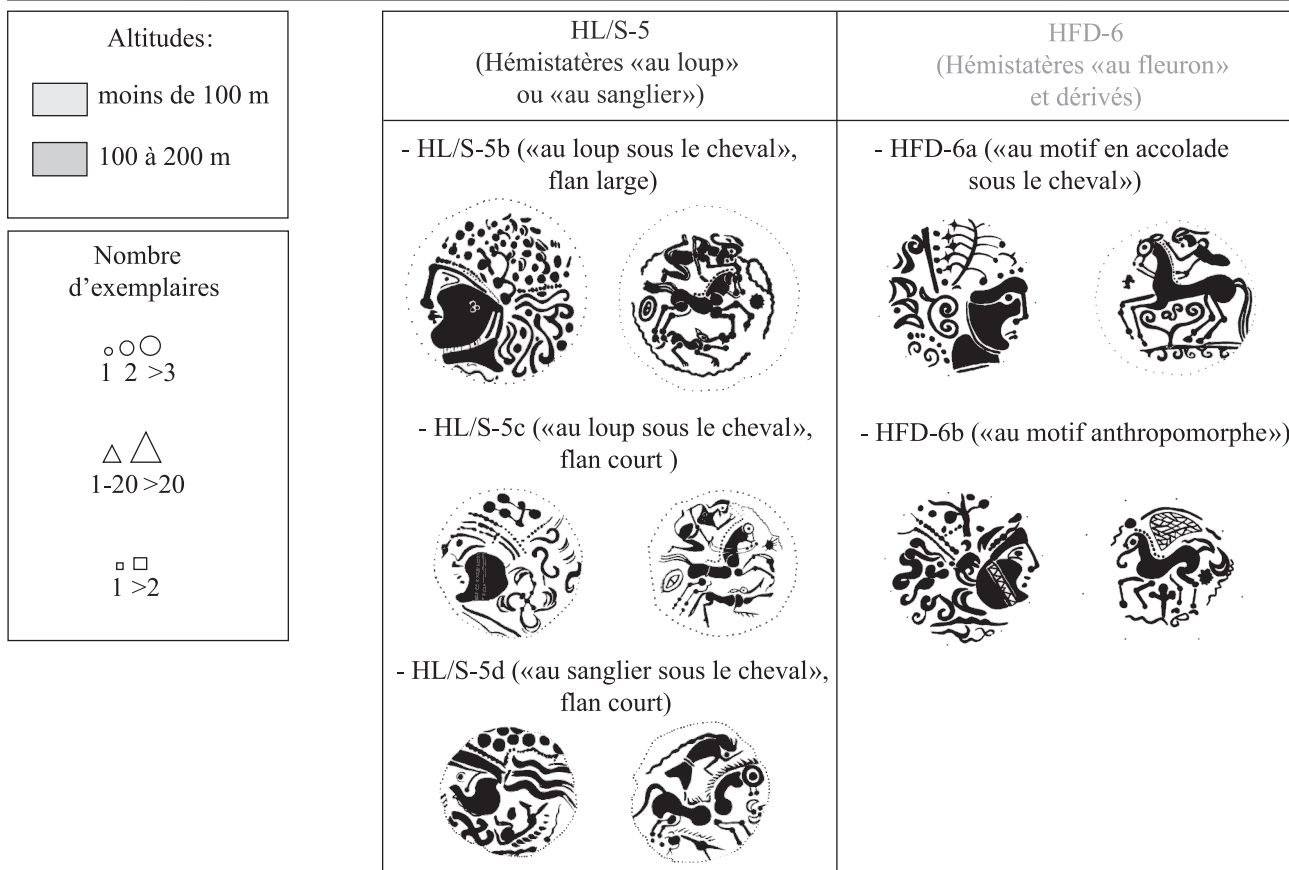 Altitudes:
moins de 100 m
100 à 200 m
Nombre
d’exemplaires
1 2 >3
1-20 >20
1 >2
HL/S-5
(Hémistatères «au loup»
ou «au sanglier»)
- HL/S-5b («au loup sous le cheval»,
flan large)
- HL/S-5c («au loup sous le cheval»,
flan court )
- HL/S-5d («au sanglier sous le cheval»,
flan court)
HFD-6
(Hémistatères «au fleuron»
et dérivés)
- HFD-6a («au motif en accolade
sous le cheval»)
- HFD-6b («au motif anthropomorphe»)